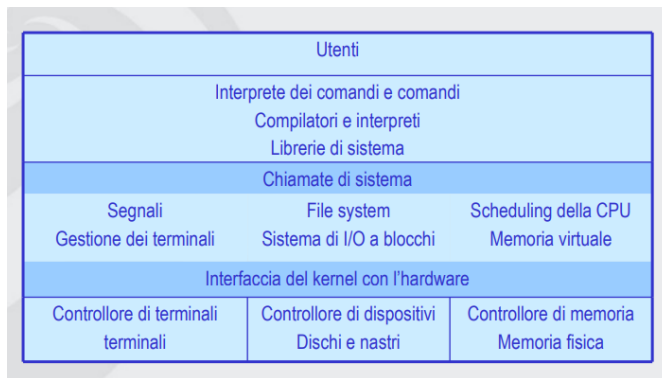 Utenti
Interprete dei comandi e comandi
Compilatori e interpreti
Librerie di sistema
Chiamate di sistema
Segnali File system Scheduling della CPU
Gestione dei terminali Sistema di I/O a blocchi Memoria virtuale
Interfaccia del kernel con l'hardware
Controllore di terminali Controllore di dispositivi Controllore di memoria
terminali Dischi e nastri Memoria fisica